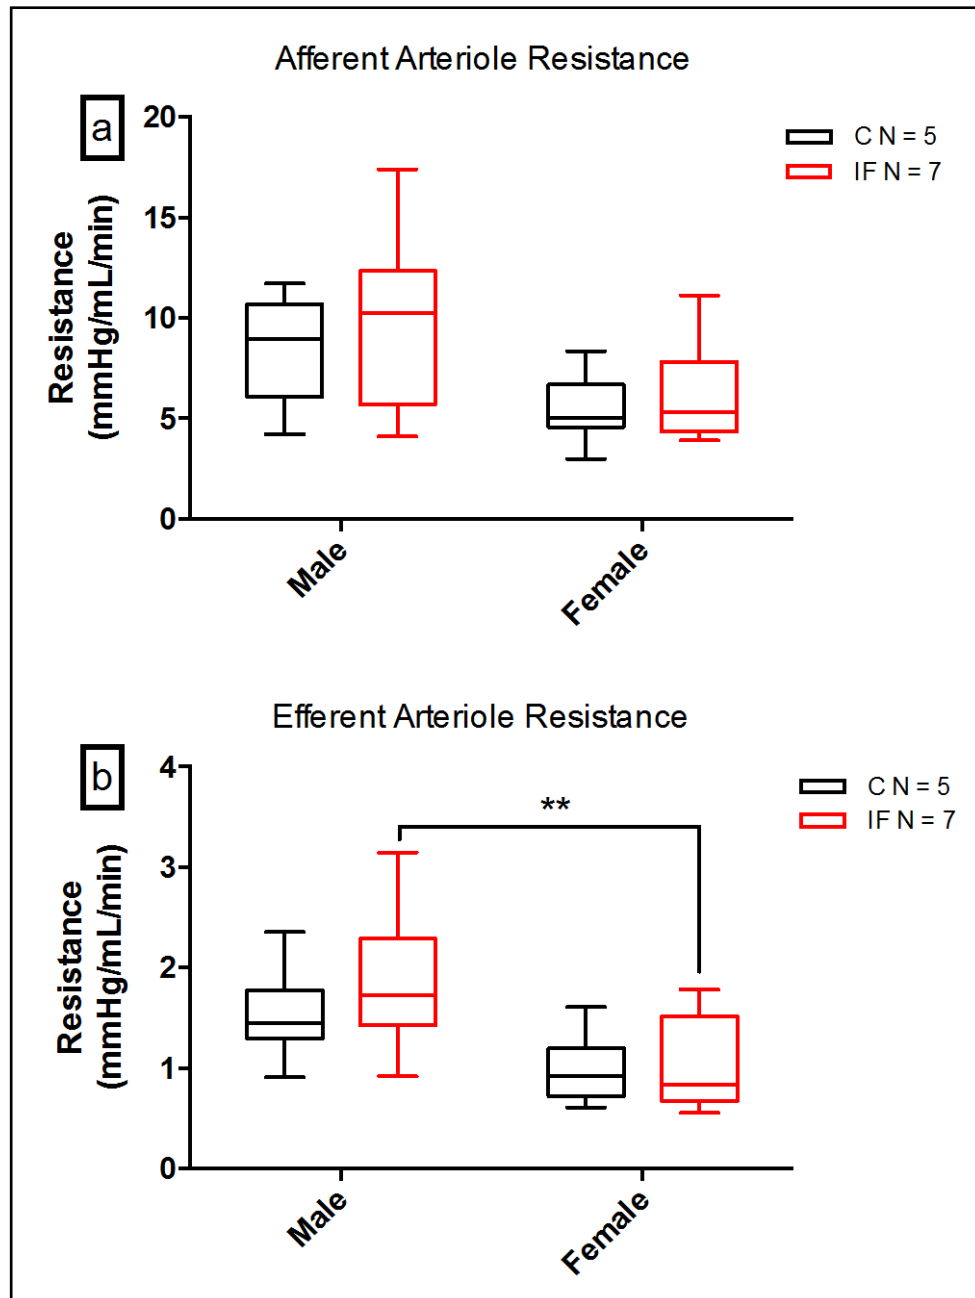 Afferent Arteriole Resistance
a
C N = 5
IF N = 7
Resistance
(mmHg/mL/min)
20
15
10
5
0
Male
Female
Efferent Arteriole Resistance
b
C N = 5
IF N = 7
Resistance
(mmHg/mL/min)
4
3
2
1
0
**
Male
Female